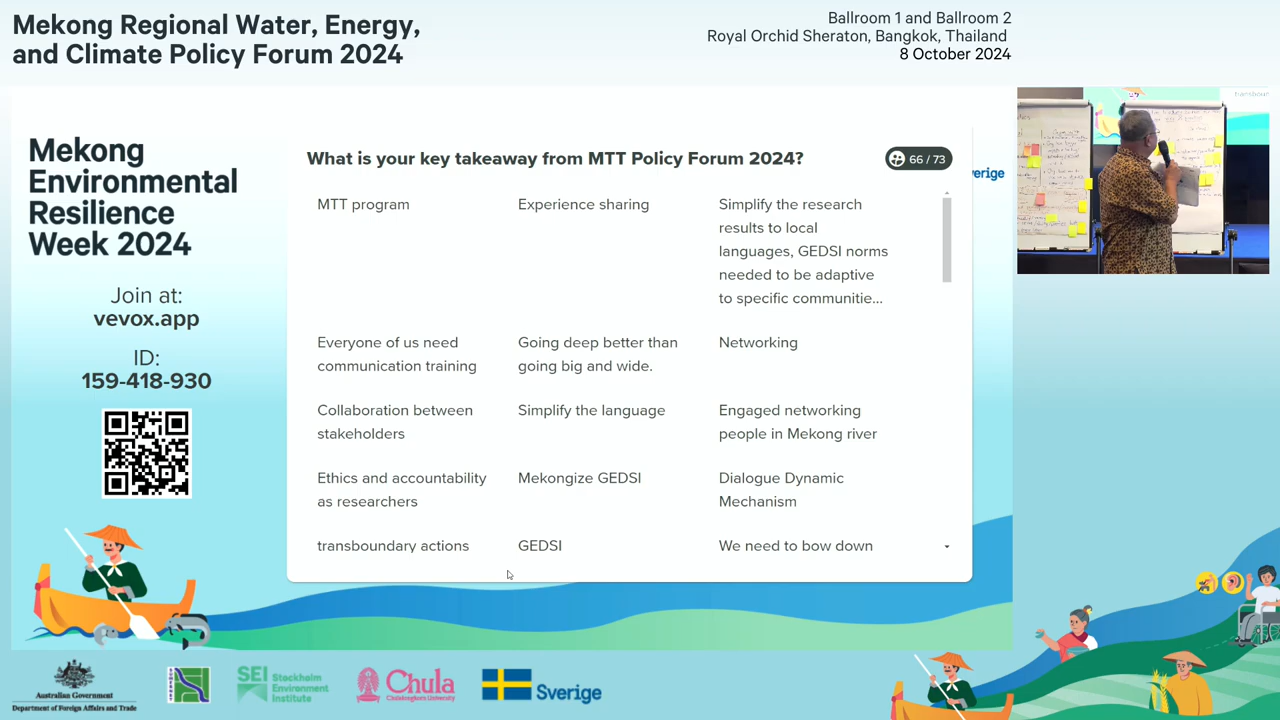 Mekong Regional Water, Energy,
and Climate Policy Forum 2024
Ballroom 1 and Ballroom 2
Royal Orchid Sheraton, Bangkok, Thailand
8 October 2024
Mekong
Environmental
Resilience
Week 2024
Join at:
vevox.app
ID:
159-418-930
What is your key takeaway from MTT Policy Forum 2024?
66 / 73
erige
MTT program
Experience sharing
Simplify the research
results to local
languages, GEDSI norms
needed to be adaptive
to specific communitie...
Everyone of us need
communication training
Going deep better than
going big and wide.
Networking
Collaboration between
stakeholders
Simplify the language
Engaged networking
people in Mekong river
Ethics and accountability
as researchers
Mekongize GEDSI
Dialogue Dynamic
Mechanism
transboundary actions
GEDSI
We need to bow down
Australian Government
Department of Foreign Affairs and Trade
SUMERNET
SEI Stockholm
Environment
Institute
Chula
Chulalongkorn University
Sverige